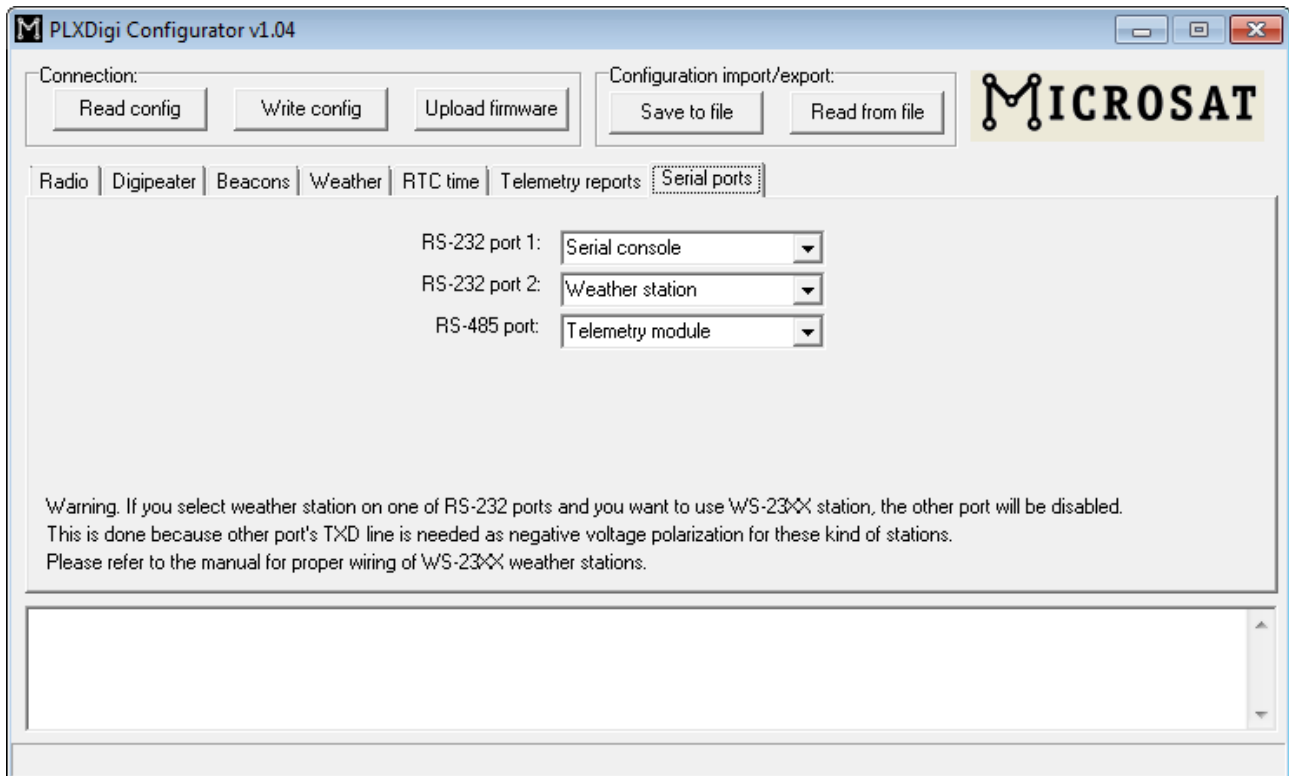 PLXDigi Configurator v1.04
Connection:
Read config
Write config
Upload firmware
Configuration import/export:
Save to file
Read from file
MICROSAT
Radio
Digipeater
Beacons
Weather
RTC time
Telemetry reports
Serial ports
RS-232 port 1: Serial console
RS-232 port 2: Weather station
RS-485 port: Telemetry module
Warning. If you select weather station on one of RS-232 ports and you want to use WS-23XX station, the other port will be disabled.
This is done because other port's TXD line is needed as negative voltage polarization for these kind of stations.
Please refer to the manual for proper wiring of WS-23XX weather stations.